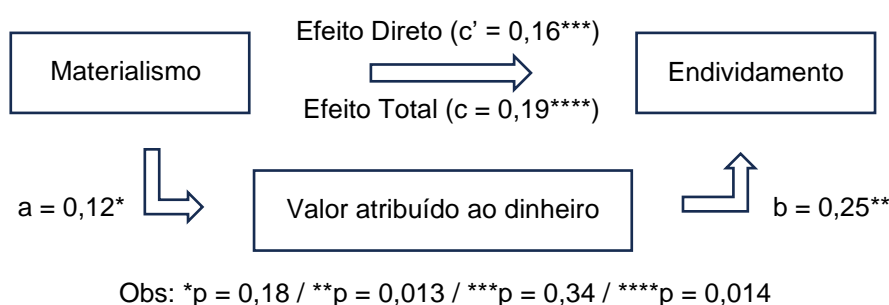 Efeito Direto (c’ = 0,16***)
Materialismo
Endividamento
Efeito Total (c = 0,19****)
a = 0,12*
Valor atribuído ao dinheiro
b = 0,25**
Obs: *p = 0,18 / **p = 0,013 / ***p = 0,34 / ****p = 0,014